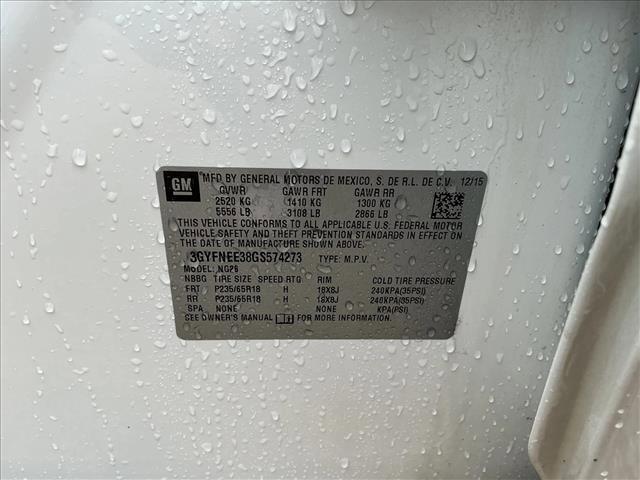 GM
MFD BY GENERAL MOTORS DE MEXICO, S. DE R.L. DE C.V. 12/15
GVWR GAWR FRT GAWR RR
2520 KG 1410 KG 1300 KG
5556 LB 3108 LB 2866 LB
THIS VEHICLE CONFORMS TO ALL APPLICABLE U.S. FEDERAL MOTOR
VEHICLE SAFETY AND THEFT PREVENTION STANDARDS IN EFFECT
ON THE DATE OF MANUFACTURE SHOWN ABOVE.
3GYFNEE38GS574273 TYPE: M.P.V.
MODEL: NGP6
NBBG TIRE SIZE SPEED RTG RIM COLD TIRE PRESSURE
FRT P235/65R18 H 18X8J 240KPA(35PSI)
RR P235/65R18 H 18X8J 240KPA(35PSI)
SPA NONE NONE KPA(PSI)
SEE OWNER'S MANUAL FOR MORE INFORMATION.